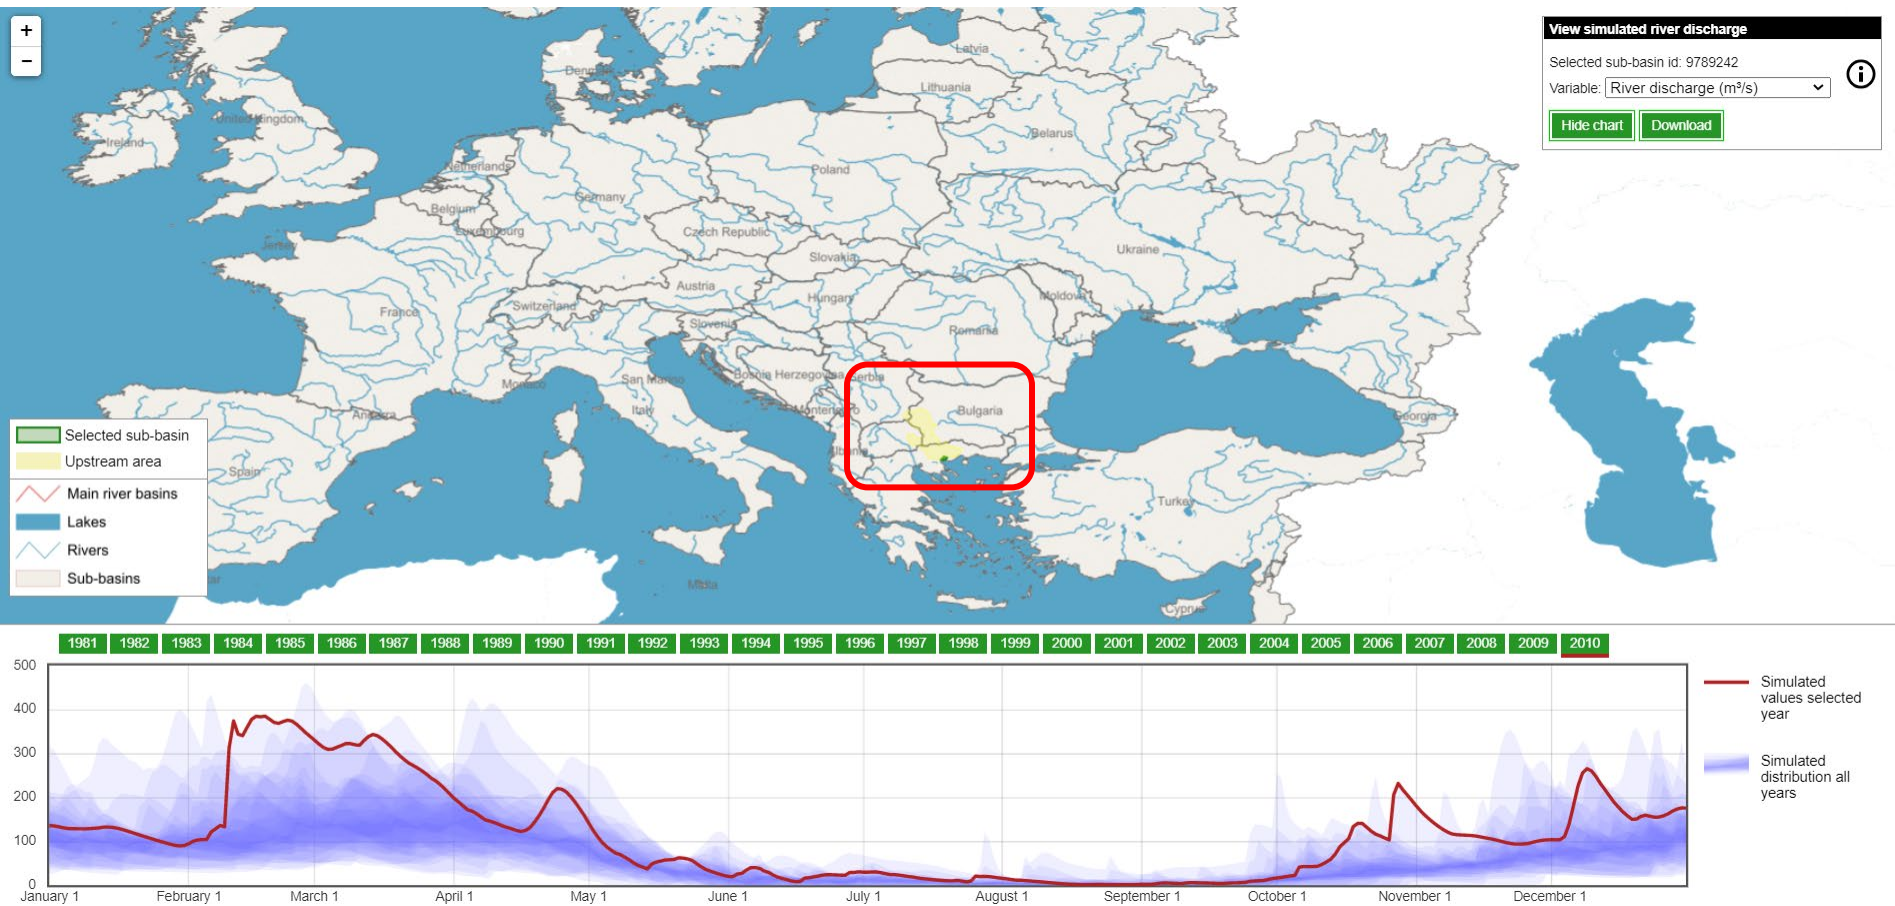 +
−
View simulated river discharge
Selected sub-basin id: 9789242
Variable: River discharge (m³/s)
Hide chart Download
Latvia
Denmark
Lithuania
United Kingdom
Belarus
Ireland
Netherlands
Poland
Germany
Belgium
Luxembourg
Czech Republic
Jersey
Ukraine
Slovakia
Austria
Hungary
Moldova
Switzerland
France
Slovenia
Romania
Bosnia Herzegovina
Serbia
San Marino
Monaco
Italy
Montenegro
Bulgaria
Andorra
Georgia
Albania
Spain
Turkey
Malta
Cyprus
Selected sub-basin
Upstream area
Main river basins
Lakes
Rivers
Sub-basins
1981 1982 1983 1984 1985 1986 1987 1988 1989 1990 1991 1992 1993 1994 1995 1996 1997 1998 1999 2000 2001 2002 2003 2004 2005 2006 2007 2008 2009 2010
500
400
300
200
100
0
January 1 February 1 March 1 April 1 May 1 June 1 July 1 August 1 September 1 October 1 November 1 December 1
Simulated
values selected
year
Simulated
distribution all
years